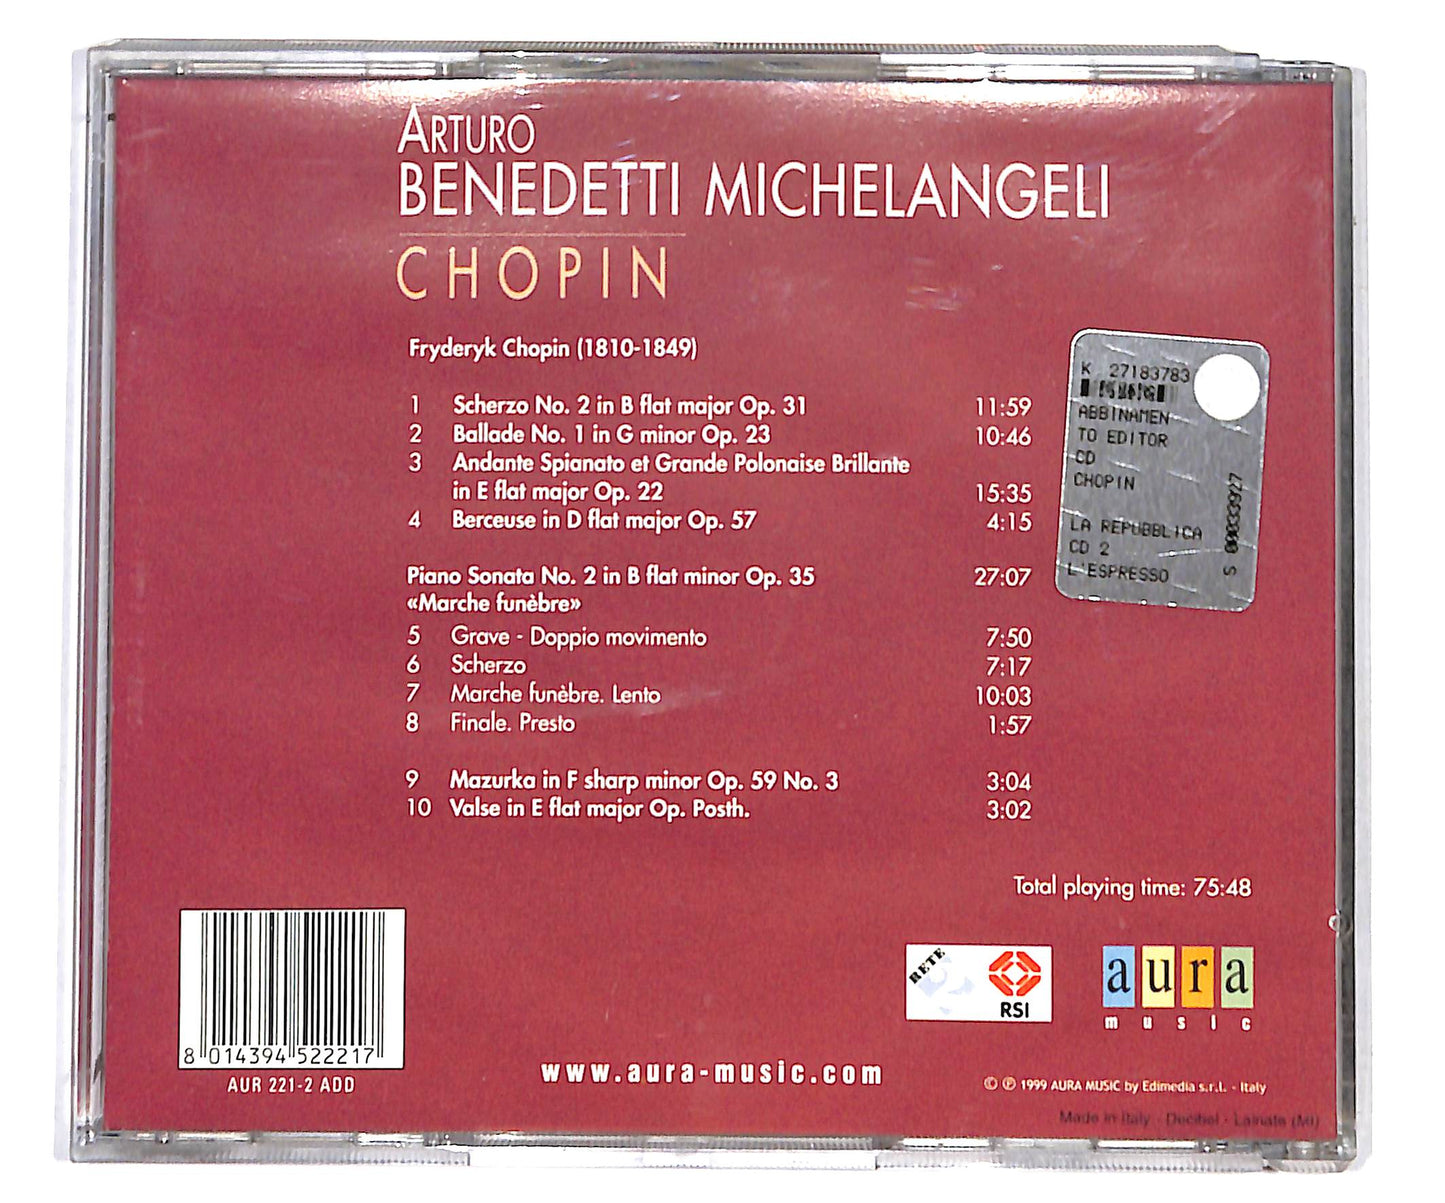 ARTURO
BENEDETTI MICHELANGELI
CHOPIN
Fryderyk Chopin (1810-1849)
1 Scherzo No. 2 in B flat major Op. 31 11:59
2 Ballade No. 1 in G minor Op. 23 10:46
3 Andante Spianato et Grande Polonaise Brillante
in E flat major Op. 22 15:35
4 Berceuse in D flat major Op. 57 4:15
Piano Sonata No. 2 in B flat minor Op. 35 27:07
«Marche funèbre»
5 Grave - Doppio movimento 7:50
6 Scherzo 7:17
7 Marche funèbre. Lento 10:03
8 Finale. Presto 1:57
9 Mazurka in F sharp minor Op. 59 No. 3 3:04
10 Valse in E flat major Op. Posth. 3:02
Total playing time: 75:48
K 27183783
ABBINAMEN
TO EDITOR
CD
CHOPIN
LA REPUBBLICA
CD 2
L'ESPRESSO
S 00033927
RETE
RSI
aura
music
8 014394 522217
AUR 221-2 ADD
www.aura-music.com
© ℗ 1999 AURA MUSIC by Edimedia s.r.l. - Italy
Made in Italy - Decibel - Lainate (MI)